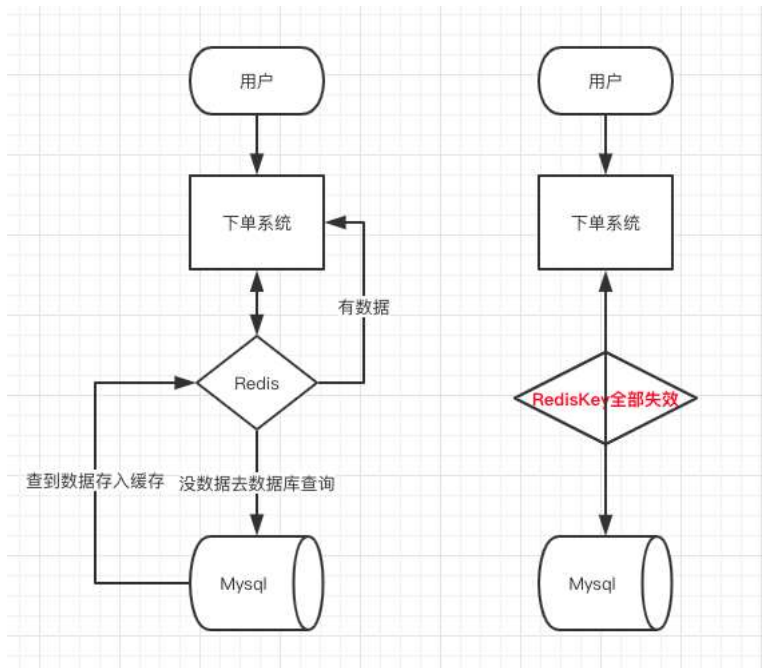 用户
下单系统
有数据
Redis
查到数据存入缓存
没数据去数据库查询
Mysql
用户
下单系统
RedisKey全部失效
Mysql